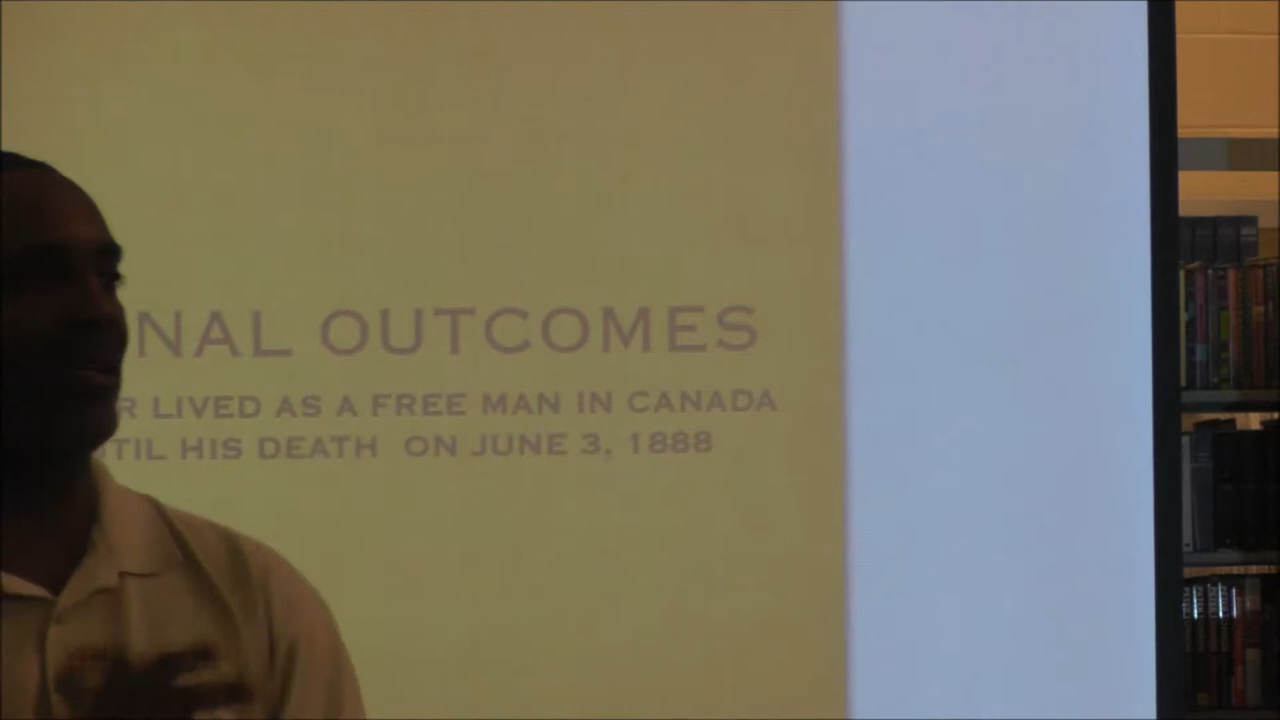 NAL OUTCOMES
R LIVED AS A FREE MAN IN CANADA
TIL HIS DEATH ON JUNE 3, 1888